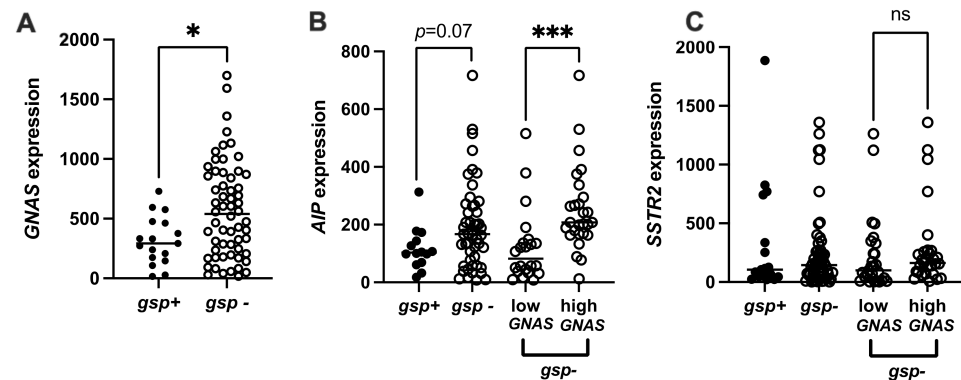 A
*
GNAS expression
2000
1500
1000
500
0
gsp+
gsp -
B
p=0.07
***
AIP expression
800
600
400
200
0
gsp+
gsp -
low
GNAS
high
GNAS
gsp-
C
ns
SSTR2 expression
2000
1500
1000
500
0
gsp+
gsp-
low
GNAS
high
GNAS
gsp-